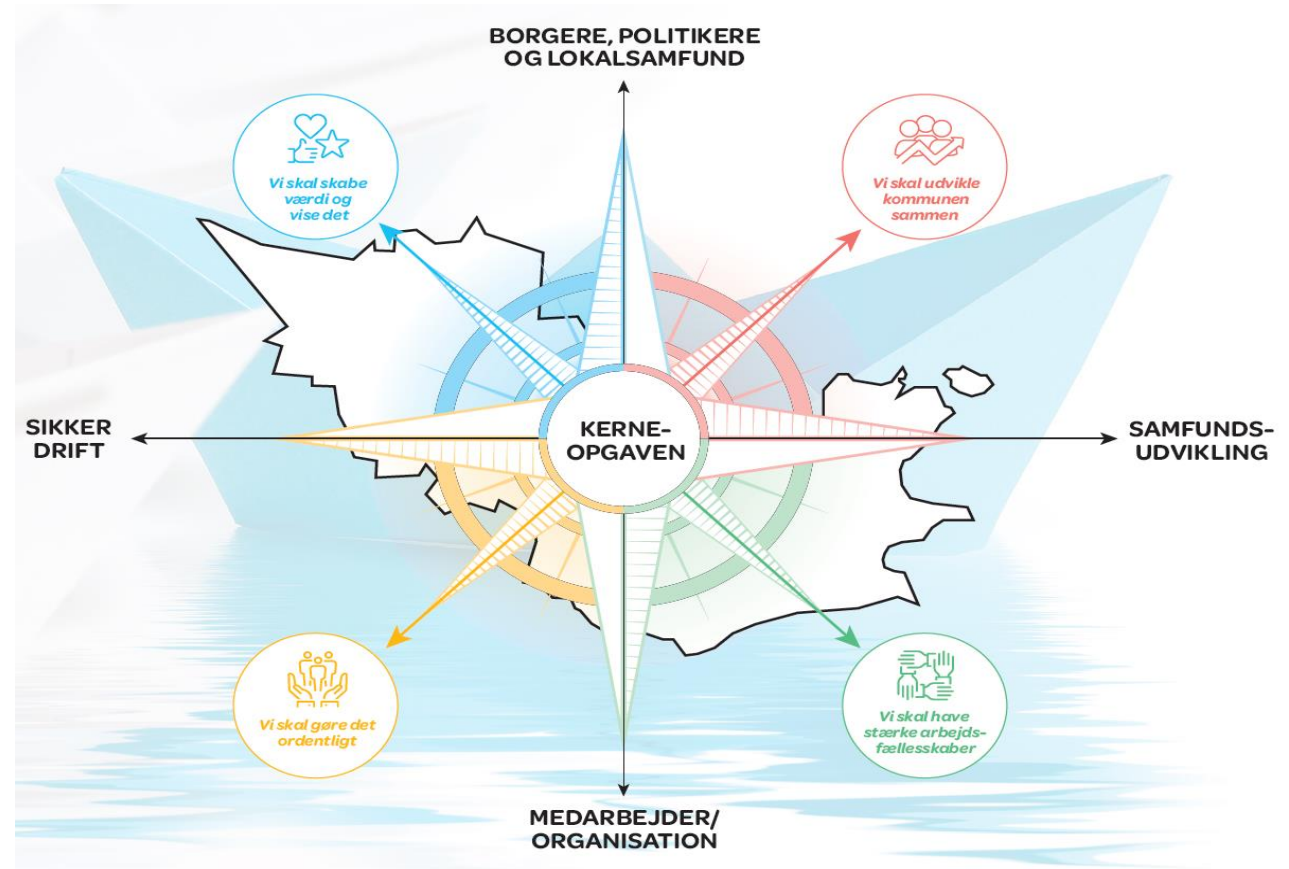 BORGERE, POLITIKERE
OG LOKALSAMFUND
Vi skal skabe
værdi og
vise det
Vi skal udvikle
kommunen
sammen
SIKKER
DRIFT
KERNE-
OPGAVEN
SAMFUNDS-
UDVIKLING
Vi skal gøre det
ordentligt
Vi skal have
stærke arbejds-
fællesskaber
MEDARBEJDER/
ORGANISATION